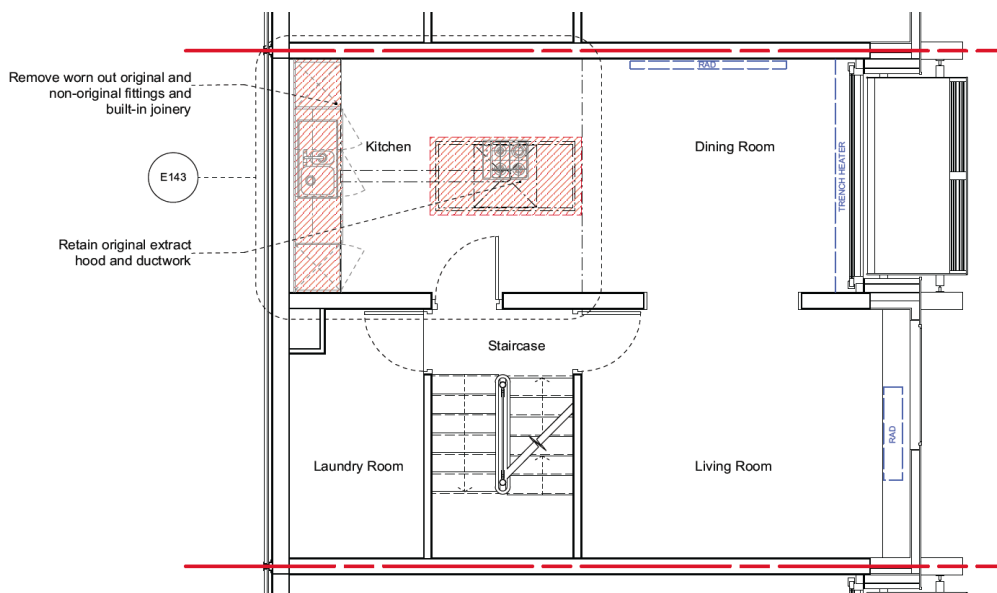 Remove worn out original and
non-original fittings and
built-in joinery
E143
Retain original extract
hood and ductwork
Kitchen
RAD
Dining Room
TRENCH HEATER
Staircase
Laundry Room
Living Room
RAD